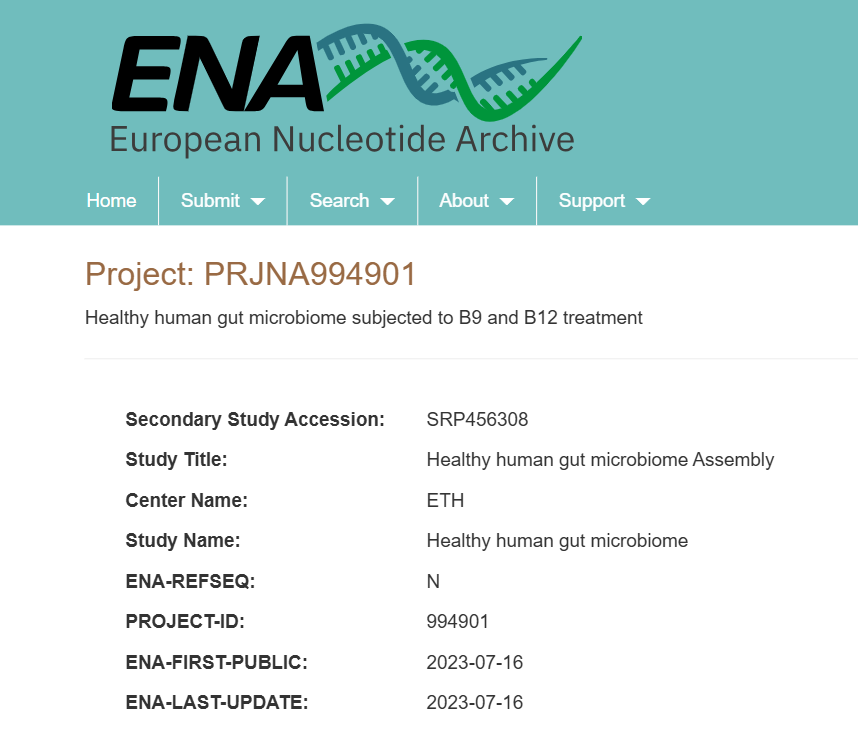 ENA
European Nucleotide Archive
Home Submit Search About Support
Project: PRJNA994901
Healthy human gut microbiome subjected to B9 and B12 treatment
Secondary Study Accession: SRP456308
Study Title: Healthy human gut microbiome Assembly
Center Name: ETH
Study Name: Healthy human gut microbiome
ENA-REFSEQ: N
PROJECT-ID: 994901
ENA-FIRST-PUBLIC: 2023-07-16
ENA-LAST-UPDATE: 2023-07-16